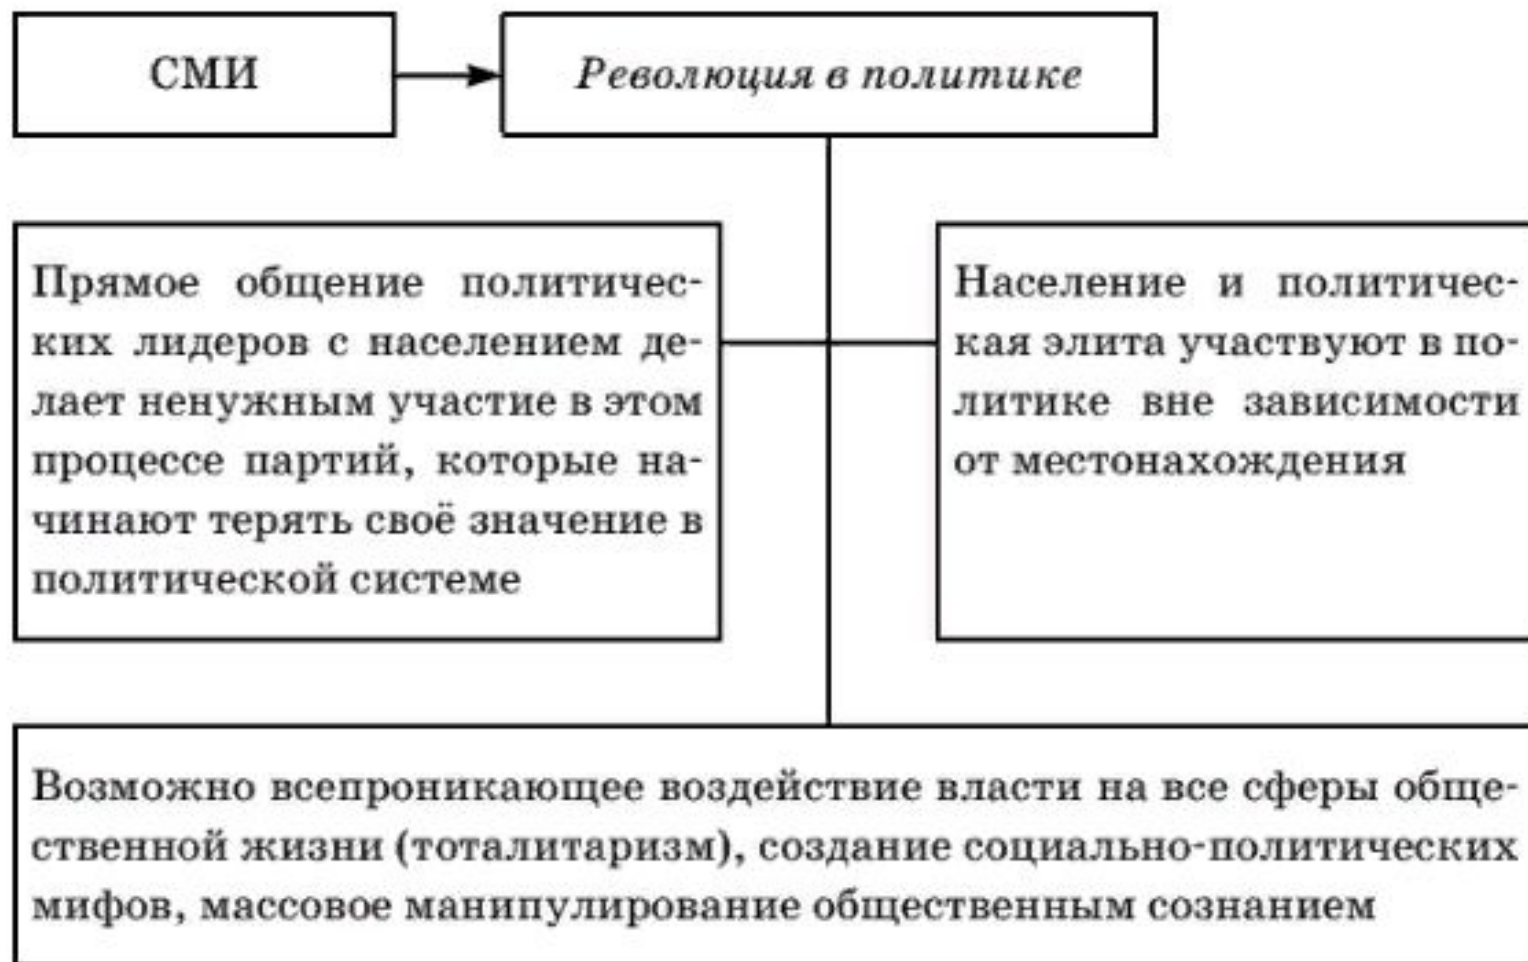 СМИ
Революция в политике
Прямое общение политичес-
ких лидеров с населением де-
лает ненужным участие в этом
процессе партий, которые на-
чинают терять своё значение в
политической системе
Население и политичес-
кая элита участвуют в по-
литике вне зависимости
от местонахождения
Возможно всепроникающее воздействие власти на все сферы обще-
ственной жизни (тоталитаризм), создание социально-политических
мифов, массовое манипулирование общественным сознанием